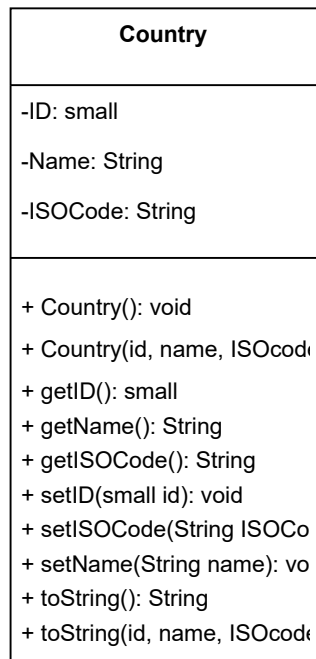 Country
-ID: small
-Name: String
-ISOCode: String
+ Country(): void
+ Country(id, name, ISOcode
+ getID(): small
+ getName(): String
+ getISOCode(): String
+ setID(small id): void
+ setISOCode(String ISOCo
+ setName(String name): vo
+ toString(): String
+ toString(id, name, ISOcode